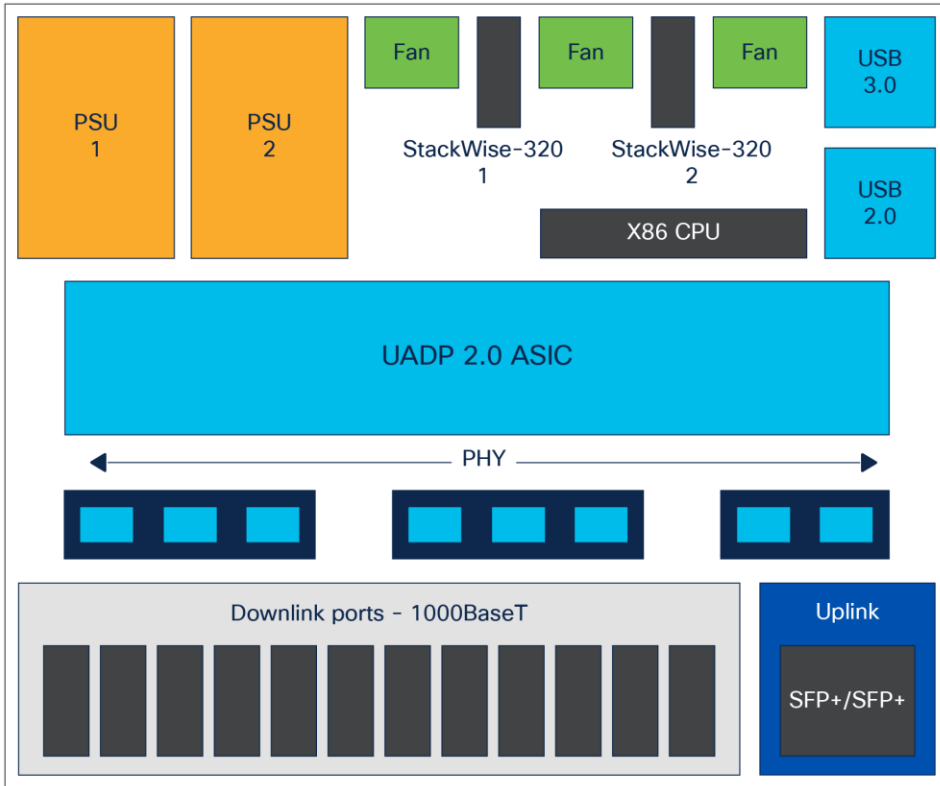 PSU
1
PSU
2
Fan
Fan
Fan
USB
3.0
StackWise-320
1
StackWise-320
2
USB
2.0
X86 CPU
UADP 2.0 ASIC
PHY
Downlink ports - 1000BaseT
Uplink
SFP+/SFP+